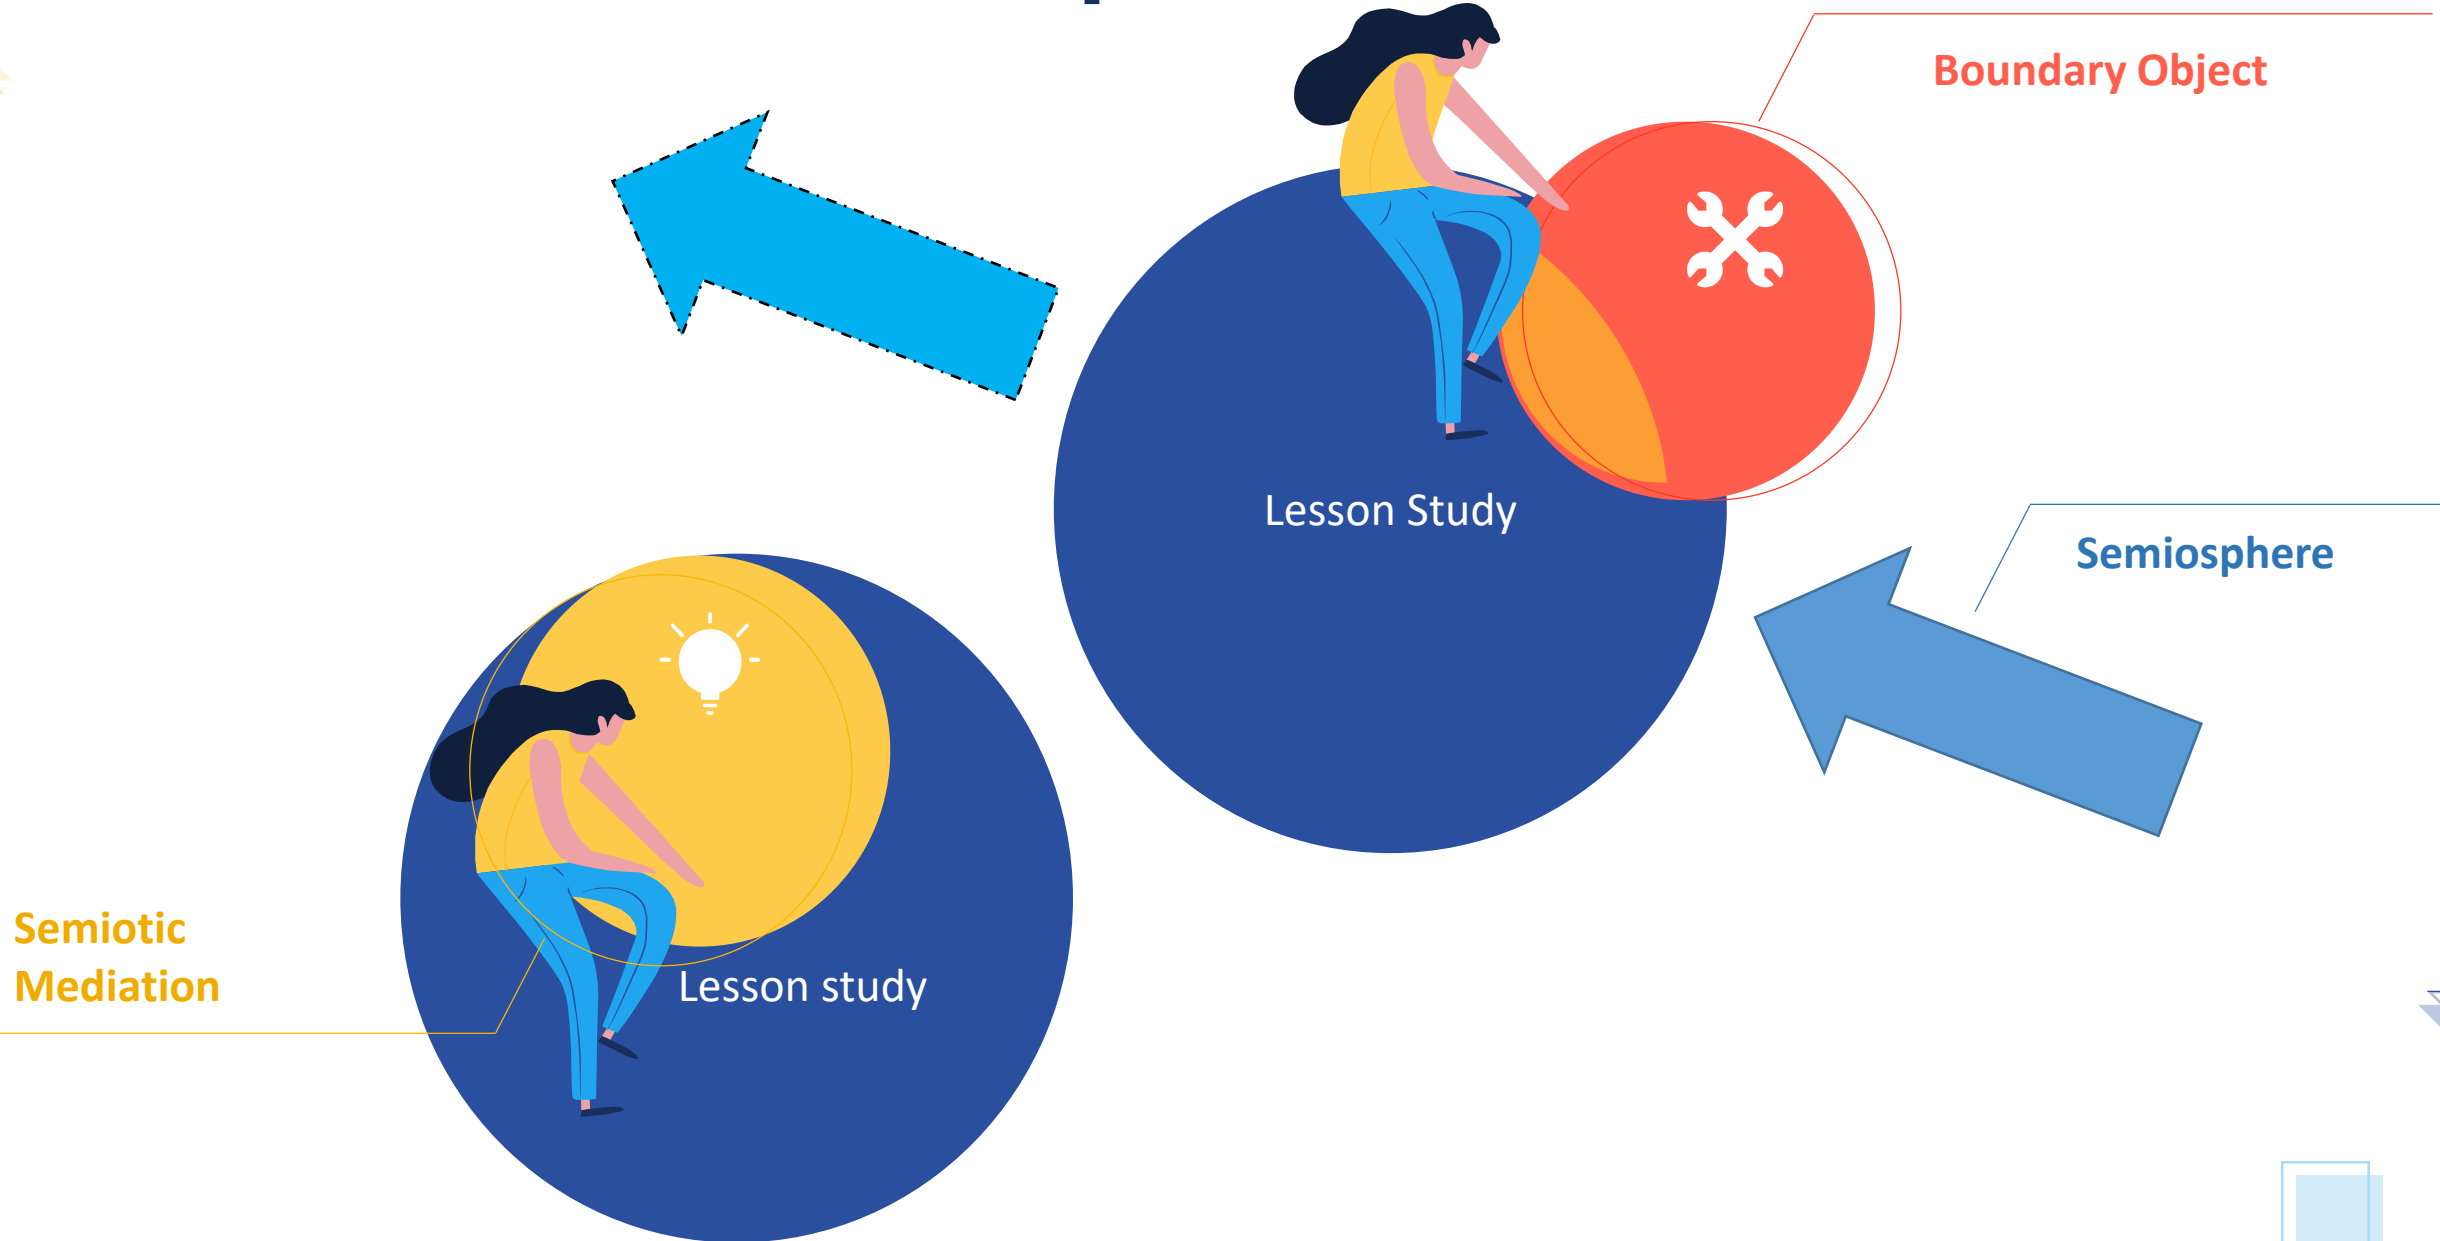 Boundary Object
Lesson Study
Semiosphere
Semiotic
Mediation
Lesson study